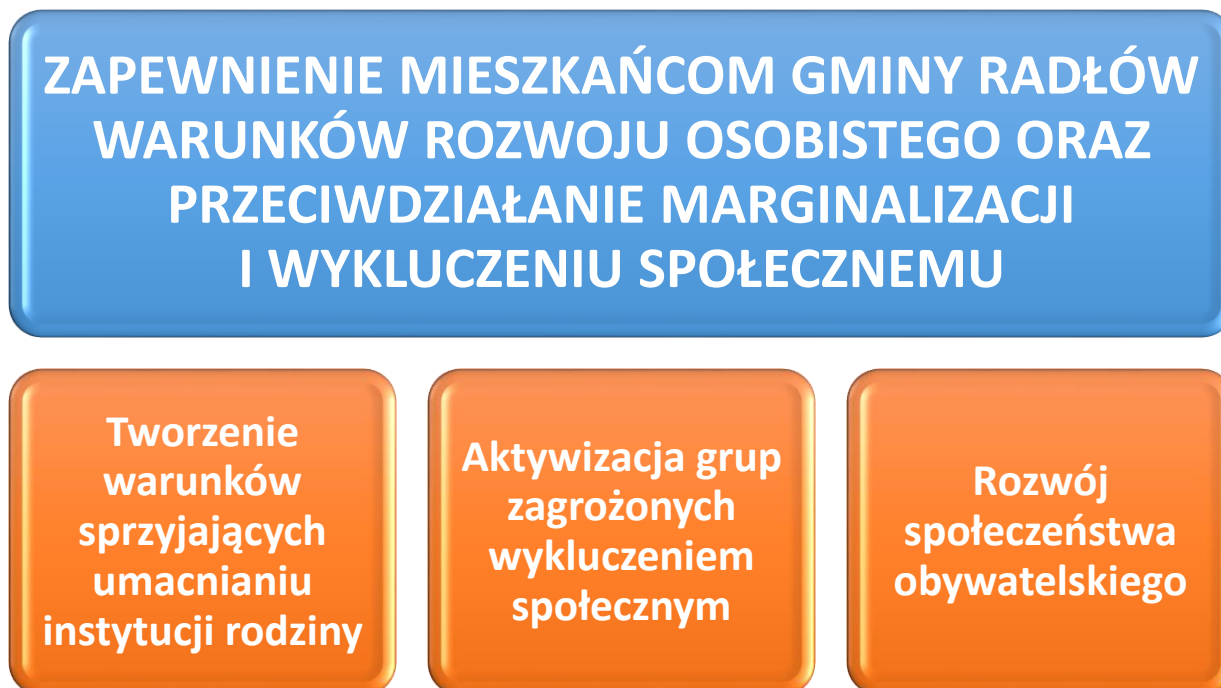 ZAPEWNIENIE MIESZKAŃCOM GMINY RADŁÓW
WARUNKÓW ROZWOJU OSOBISTEGO ORAZ
PRZECIWDZIAŁANIE MARGINALIZACJI
I WYKLUCZENIU SPOŁECZNEMU
Tworzenie
warunków
sprzyjających
umacnianiu
instytucji rodziny
Aktywizacja grup
zagrożonych
wykluczeniem
społecznym
Rozwój
społeczeństwa
obywatelskiego